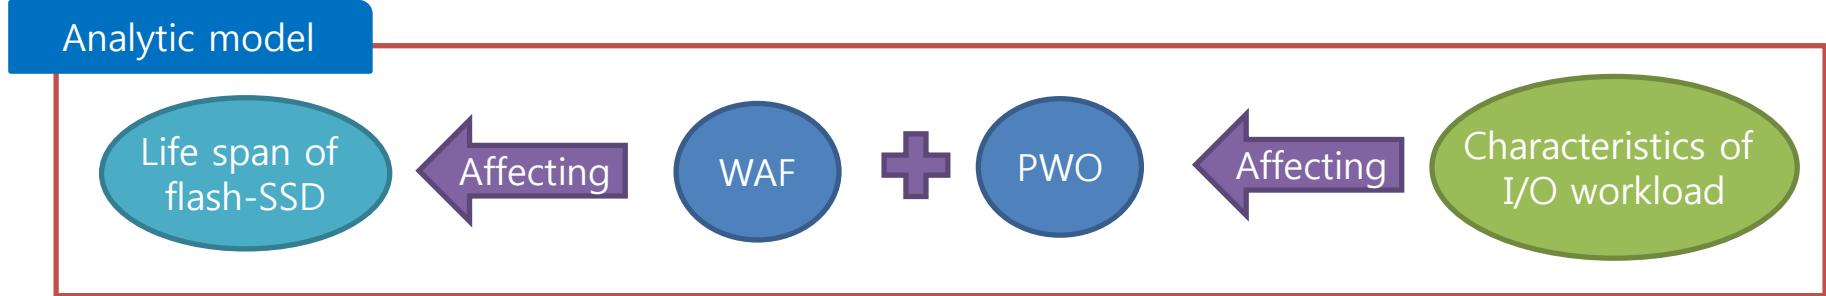 Analytic model
Life span of
flash-SSD
Affecting
WAF
PWO
Affecting
Characteristics of
I/O workload